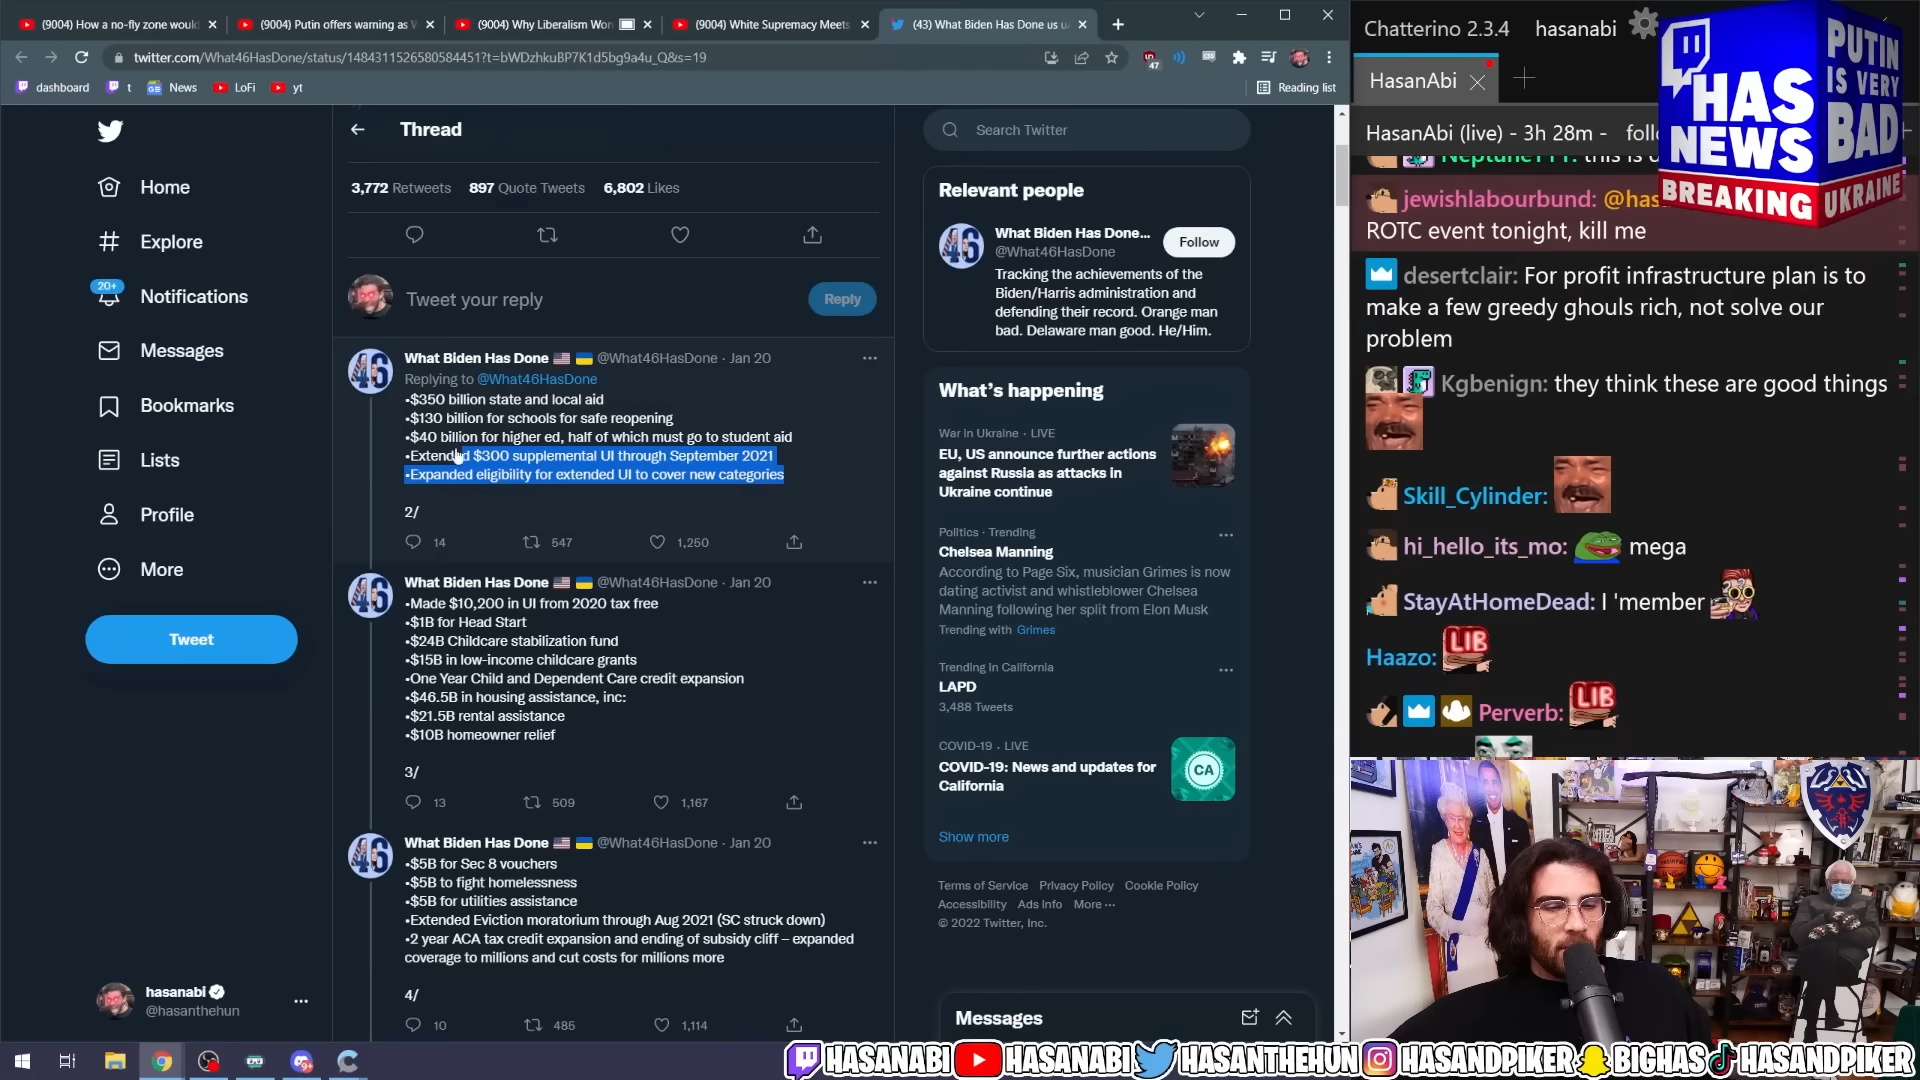 (9004) How a no-fly zone would
(9004) Putin offers warning as
(9004) Why Liberalism Won
(9004) White Supremacy Meets
(43) What Biden Has Done us
twitter.com/What46HasDone/status/1484311526580584451?t=bWDzhkuBP7K1d5bg9a4u_Q&s=19
47
dashboard
t
News
LoFi
yt
Reading list
Home
Explore
20+
Notifications
Messages
Bookmarks
Lists
Profile
More
Tweet
hasanabi
@hasanthehun
Thread
3,772 Retweets 897 Quote Tweets 6,802 Likes
Tweet your reply
Reply
What Biden Has Done @What46HasDone · Jan 20
Replying to @What46HasDone
•$350 billion state and local aid
•$130 billion for schools for safe reopening
•$40 billion for higher ed, half of which must go to student aid
•Extended $300 supplemental UI through September 2021
•Expanded eligibility for extended UI to cover new categories
2/
14 547 1,250
What Biden Has Done @What46HasDone · Jan 20
•Made $10,200 in UI from 2020 tax free
•$1B for Head Start
•$24B Childcare stabilization fund
•$15B in low-income childcare grants
•One Year Child and Dependent Care credit expansion
•$46.5B in housing assistance, inc:
•$21.5B rental assistance
•$10B homeowner relief
3/
13 509 1,167
What Biden Has Done @What46HasDone · Jan 20
•$5B for Sec 8 vouchers
•$5B to fight homelessness
•$5B for utilities assistance
•Extended Eviction moratorium through Aug 2021 (SC struck down)
•2 year ACA tax credit expansion and ending of subsidy cliff – expanded
coverage to millions and cut costs for millions more
4/
10 485 1,114
Search Twitter
Relevant people
What Biden Has Done...
@What46HasDone
Follow
Tracking the achievements of the
Biden/Harris administration and
defending their record. Orange man
bad. Delaware man good. He/Him.
What's happening
War in Ukraine · LIVE
EU, US announce further actions
against Russia as attacks in
Ukraine continue
Politics · Trending
Chelsea Manning
According to Page Six, musician Grimes is now
dating activist and whistleblower Chelsea
Manning following her split from Elon Musk
Trending with Grimes
Trending in California
LAPD
3,488 Tweets
COVID-19 · LIVE
COVID-19: News and updates for
California
CA
Show more
Terms of Service Privacy Policy Cookie Policy
Accessibility Ads Info More ···
© 2022 Twitter, Inc.
Messages
Chatterino 2.3.4 hasanabi
HasanAbi
HasanAbi (live) - 3h 28m - foll
this is
jewishlabourbund: @has
ROTC event tonight, kill me
desertclair: For profit infrastructure plan is to
make a few greedy ghouls rich, not solve our
problem
Kgbenign: they think these are good things
Skill_Cylinder:
hi_hello_its_mo: mega
StayAtHomeDead: I 'member
Haazo: LIB
Perverb: LIB
HAS
NEWS
BREAKING
PUTIN
IS VERY
BAD
UKRAINE
HASANABI HASANABI HASANTHEHUN HASANDPIKER BIGHAS HASANDPIKER